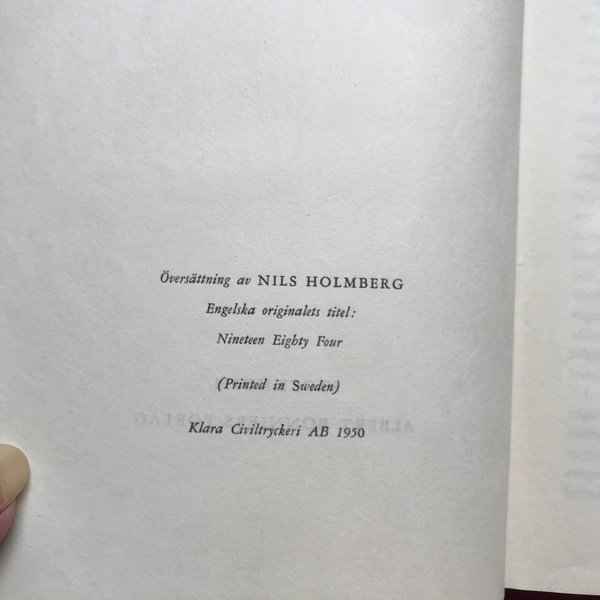 Översättning av NILS HOLMBERG
Engelska originalets titel:
Nineteen Eighty Four
(Printed in Sweden)
Klara Civiltryckeri AB 1950